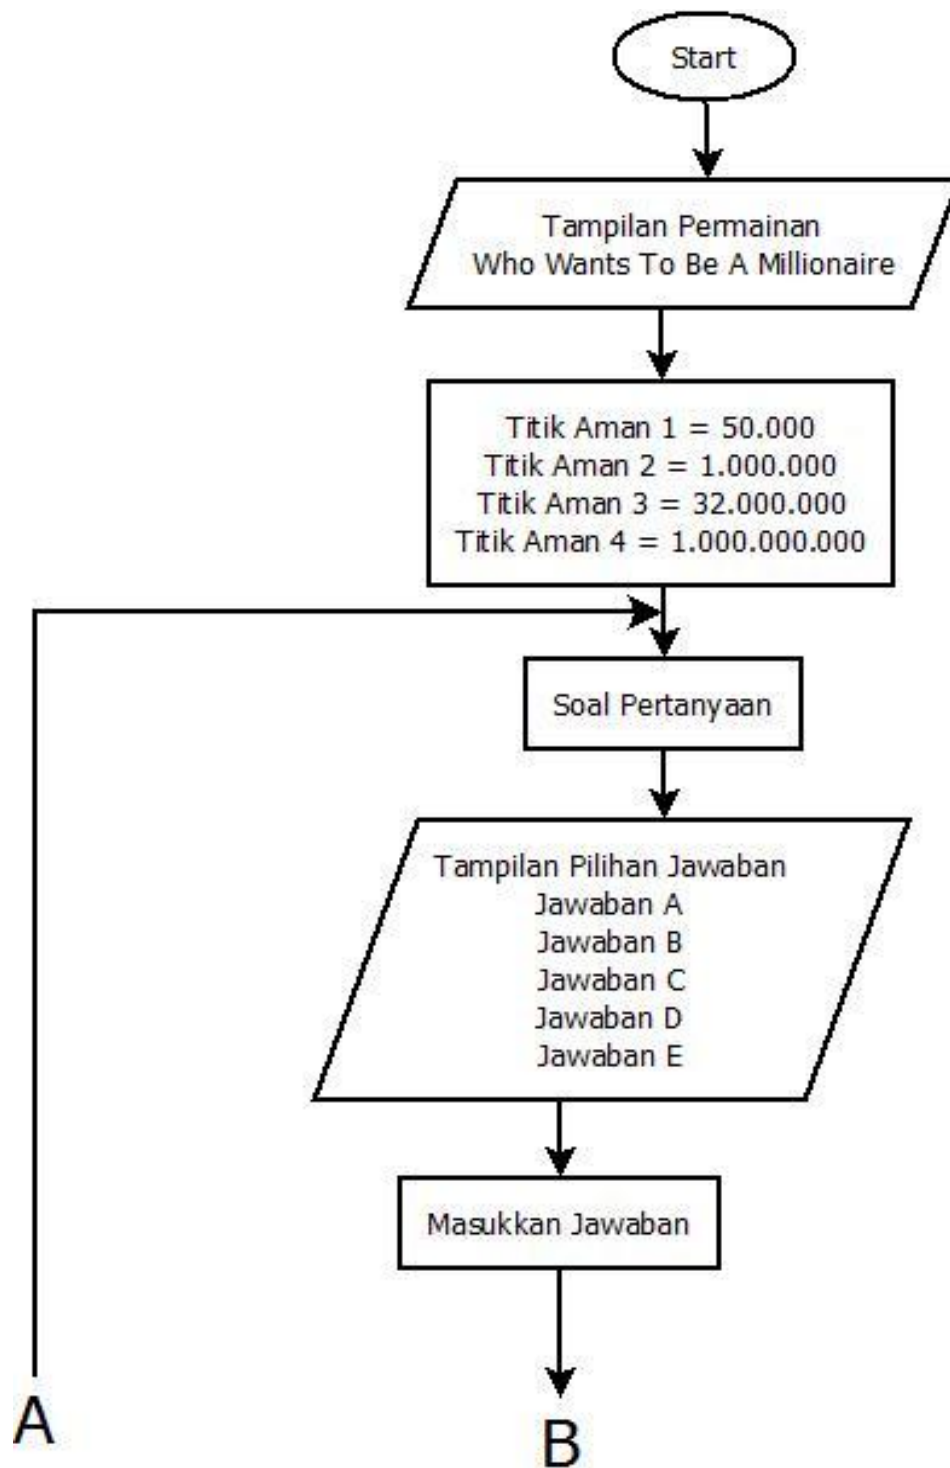 Start
Tampilan Permainan
Who Wants To Be A Millionaire
Titik Aman 1 = 50.000
Titik Aman 2 = 1.000.000
Titik Aman 3 = 32.000.000
Titik Aman 4 = 1.000.000.000
Soal Pertanyaan
Tampilan Pilihan Jawaban
Jawaban A
Jawaban B
Jawaban C
Jawaban D
Jawaban E
Masukkan Jawaban
A
B